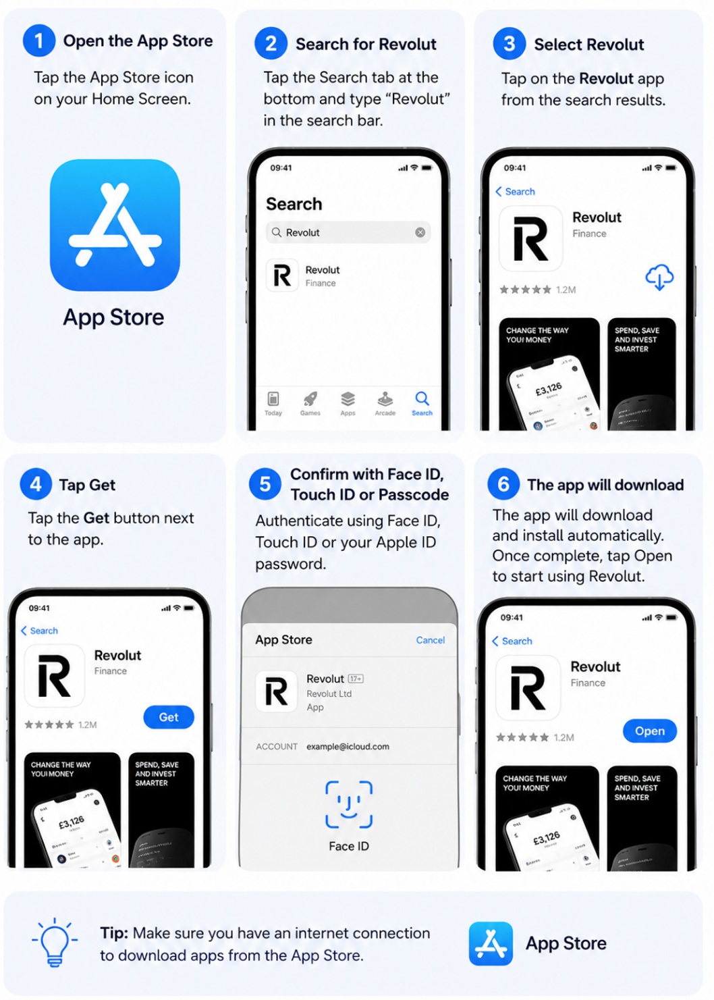 1 Open the App Store
Tap the App Store icon
on your Home Screen.
App Store
2 Search for Revolut
Tap the Search tab at the
bottom and type “Revolut”
in the search bar.
09:41
Search
Revolut
Revolut
Finance
Today Games Apps Arcade Search
3 Select Revolut
Tap on the Revolut app
from the search results.
09:41
Search
Revolut
Finance
1.2M
CHANGE THE WAY
YOUR MONEY
£3,126
SPEND, SAVE
AND INVEST
SMARTER
4 Tap Get
Tap the Get button next
to the app.
09:41
Search
Revolut
Finance
Get
1.2M
CHANGE THE WAY
MONEY
£3,126
SPEND, SAVE
AND INVEST
SMARTER
5 Confirm with Face ID,
Touch ID or Passcode
Authenticate using Face ID,
Touch ID or your Apple ID
password.
App Store Cancel
Revolut 17+
Revolut Ltd
App
ACCOUNT example@icloud.com
Face ID
6 The app will download
The app will download
and install automatically.
Once complete, tap Open
to start using Revolut.
09:41
Search
Revolut
Finance
Open
1.2M
CHANGE THE WAY
MONEY
£3,126
SPEND, SAVE
AND INVEST
SMARTER
Tip: Make sure you have an internet connection
to download apps from the App Store.
App Store